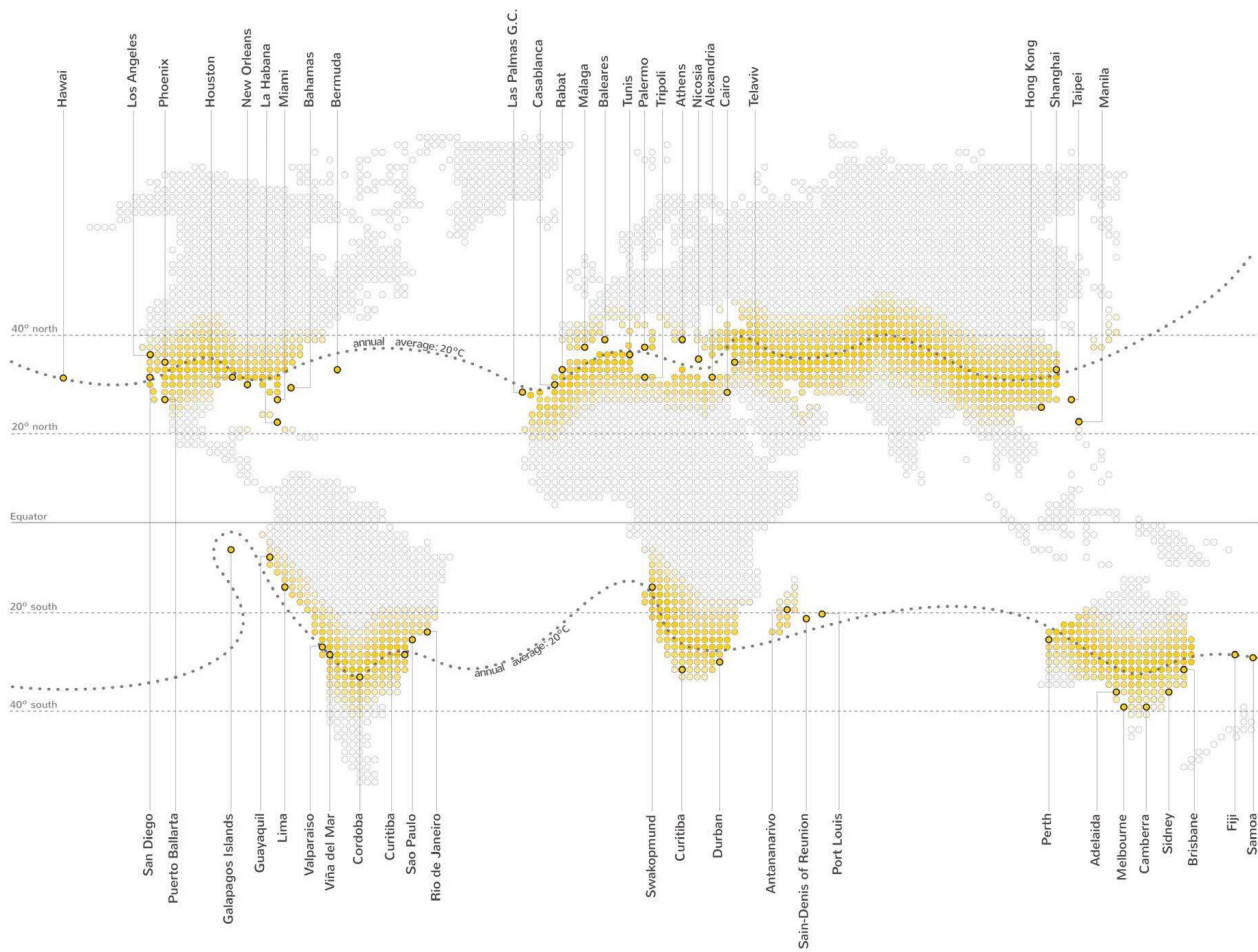 Hawai
Los Angeles
Phoenix
Houston
New Orleans
La Habana
Miami
Bahamas
Bermuda
Las Palmas G.C.
Casablanca
Rabat
Málaga
Baleares
Tunis
Palermo
Tripoli
Athens
Nicosia
Alexandria
Cairo
Telaviv
Hong Kong
Shanghai
Taipei
Manila
40º north
annual average: 20ºC
20º north
Equator
20º south
annual average: 20ºC
40º south
San Diego
Puerto Ballarta
Galapagos Islands
Guayaquil
Lima
Valparaiso
Viña del Mar
Cordoba
Curitiba
Sao Paulo
Rio de Janeiro
Swakopmund
Curitiba
Durban
Antananarivo
Sain-Denis of Reunion
Port Louis
Perth
Adelaida
Melbourne
Camberra
Sidney
Brisbane
Fiji
Samoa